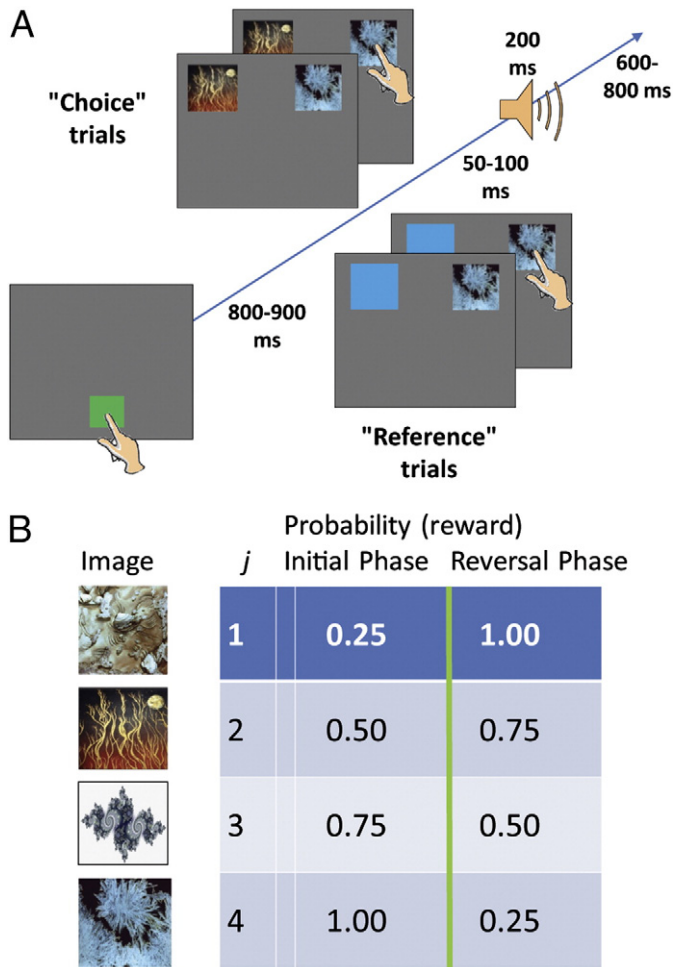 A
"Choice"
trials
200
ms
600-
800 ms
50-100
ms
800-900
ms
"Reference"
trials
B
Probability (reward)
Image j Initial Phase Reversal Phase
1 0.25 1.00
2 0.50 0.75
3 0.75 0.50
4 1.00 0.25